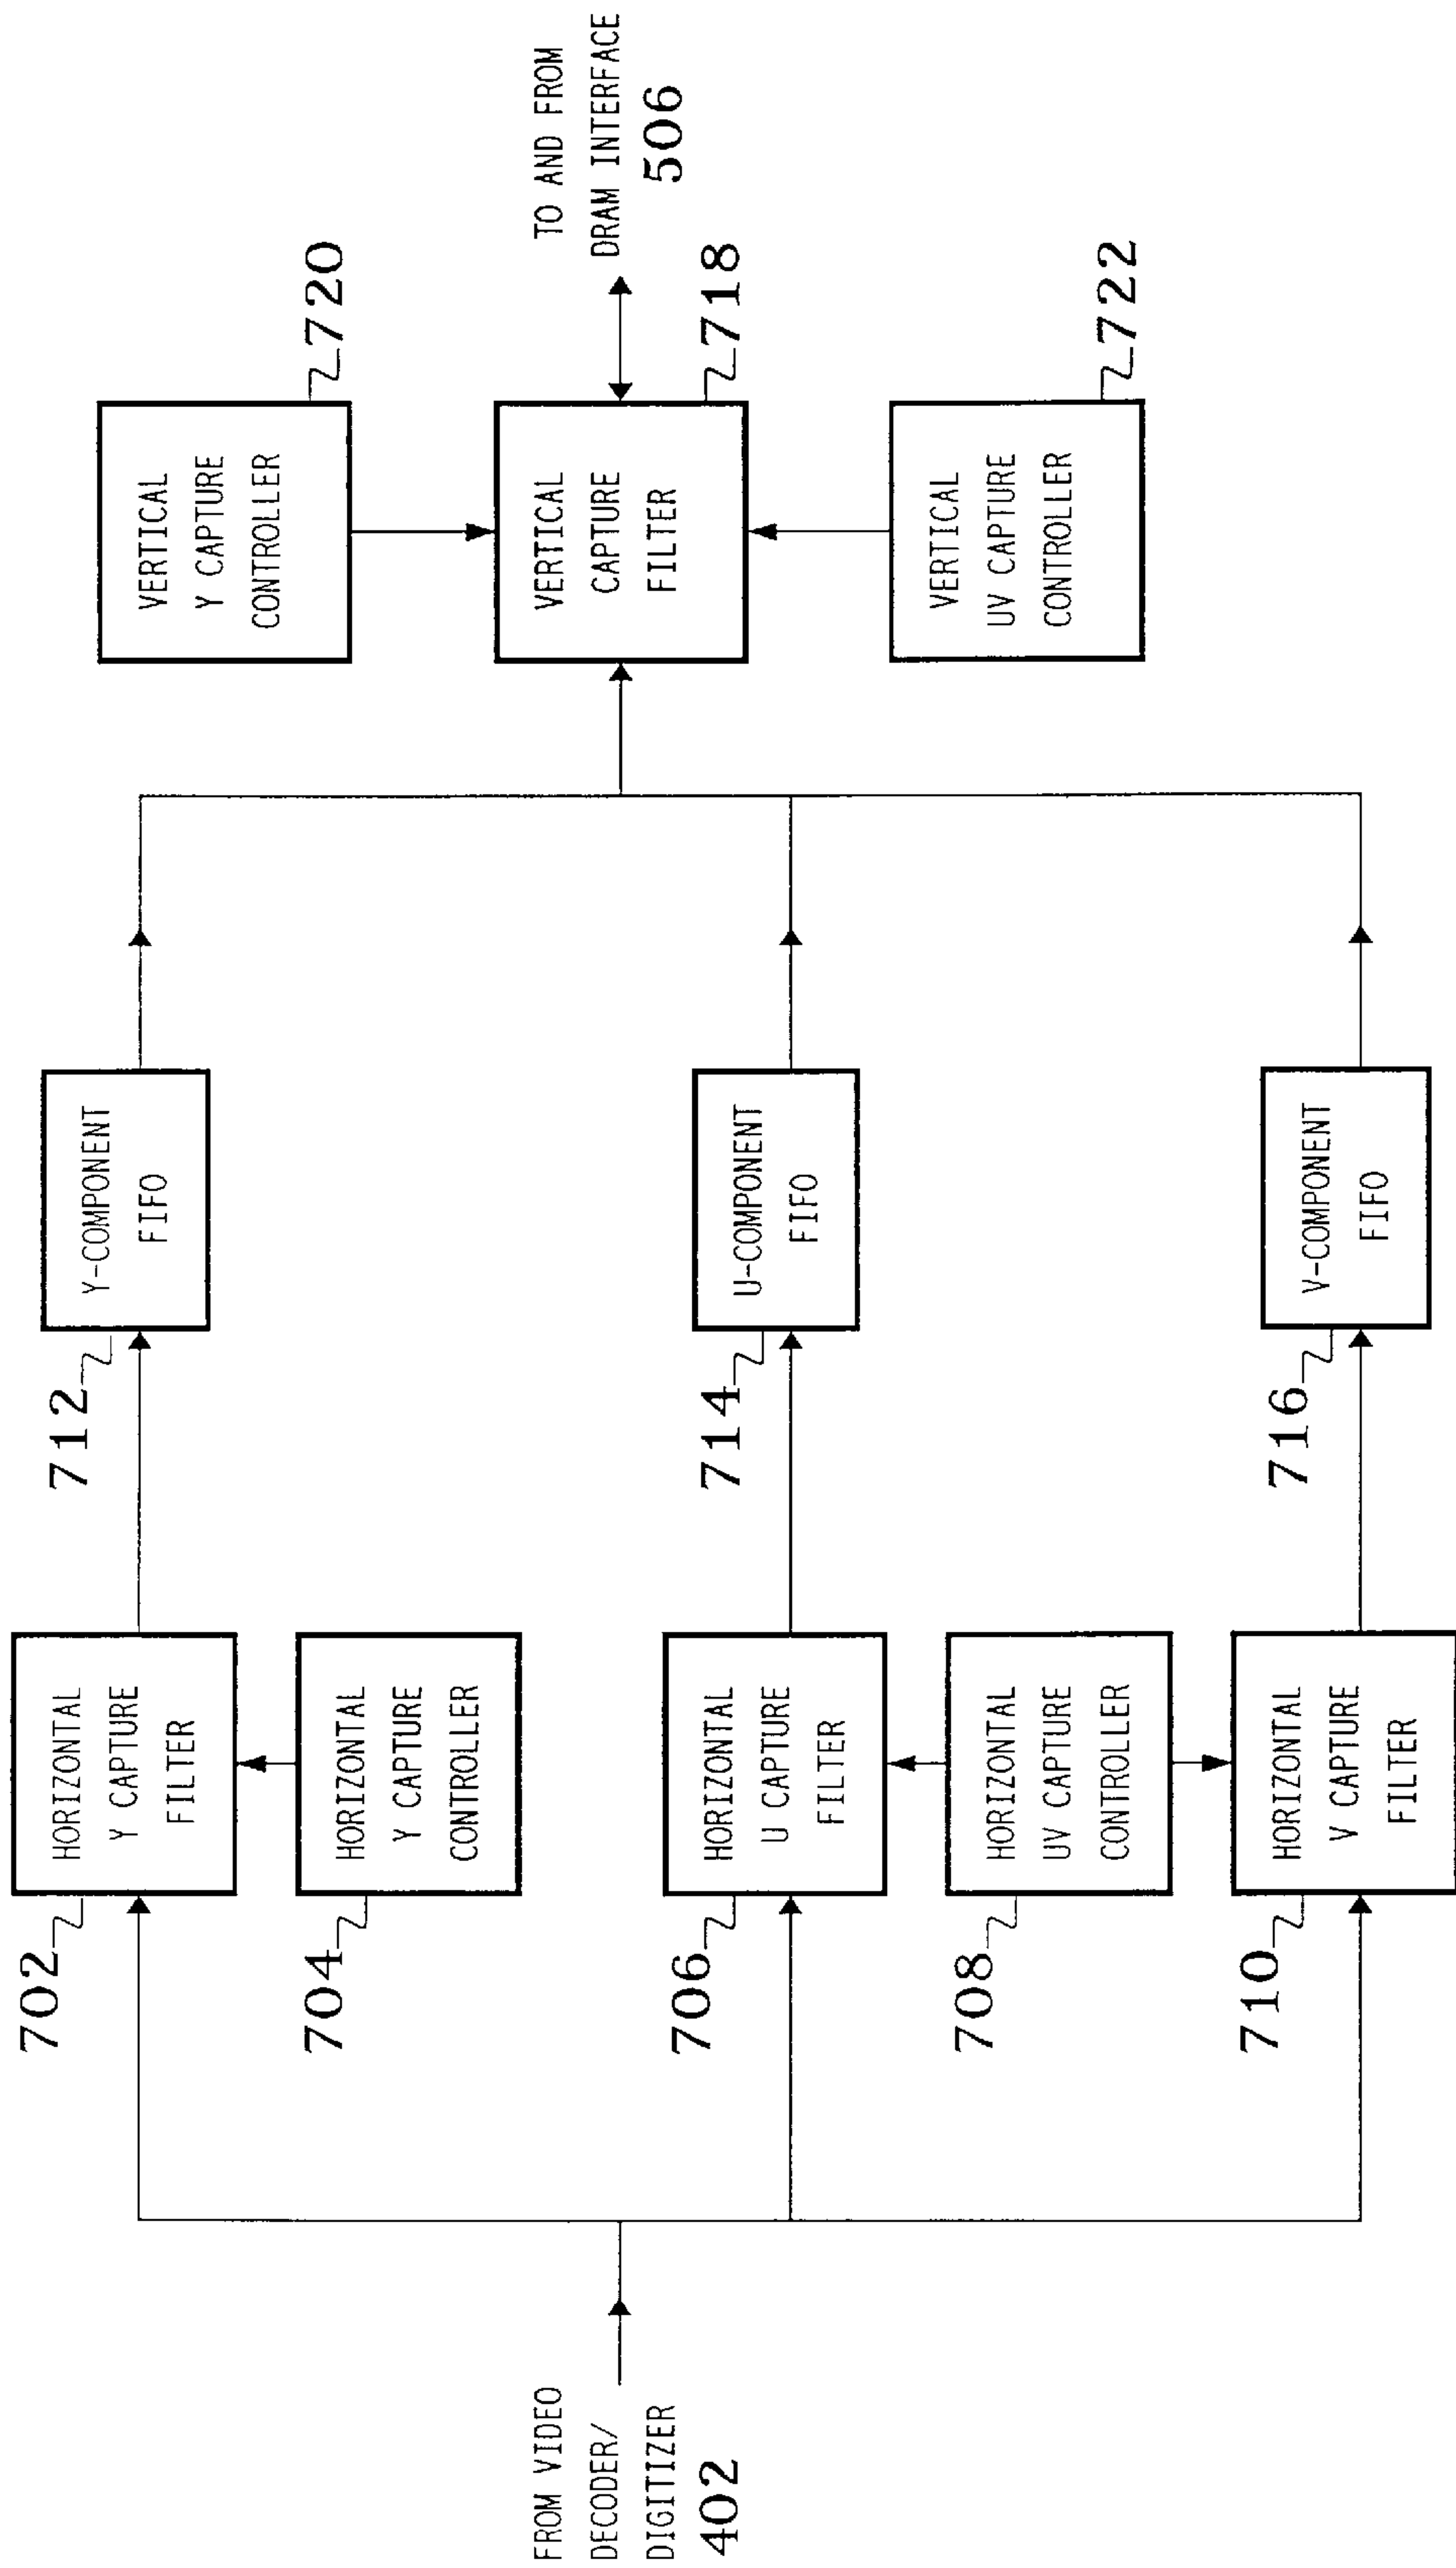 FROM VIDEO
DECODER/
DIGITIZER
402
702
HORIZONTAL
Y CAPTURE
FILTER
704
HORIZONTAL
Y CAPTURE
CONTROLLER
706
HORIZONTAL
U CAPTURE
FILTER
708
HORIZONTAL
UV CAPTURE
CONTROLLER
710
HORIZONTAL
V CAPTURE
FILTER
712
Y-COMPONENT
FIFO
714
U-COMPONENT
FIFO
716
V-COMPONENT
FIFO
VERTICAL
Y CAPTURE
CONTROLLER
720
VERTICAL
CAPTURE
FILTER
718
VERTICAL
UV CAPTURE
CONTROLLER
722
TO AND FROM
DRAM INTERFACE
506